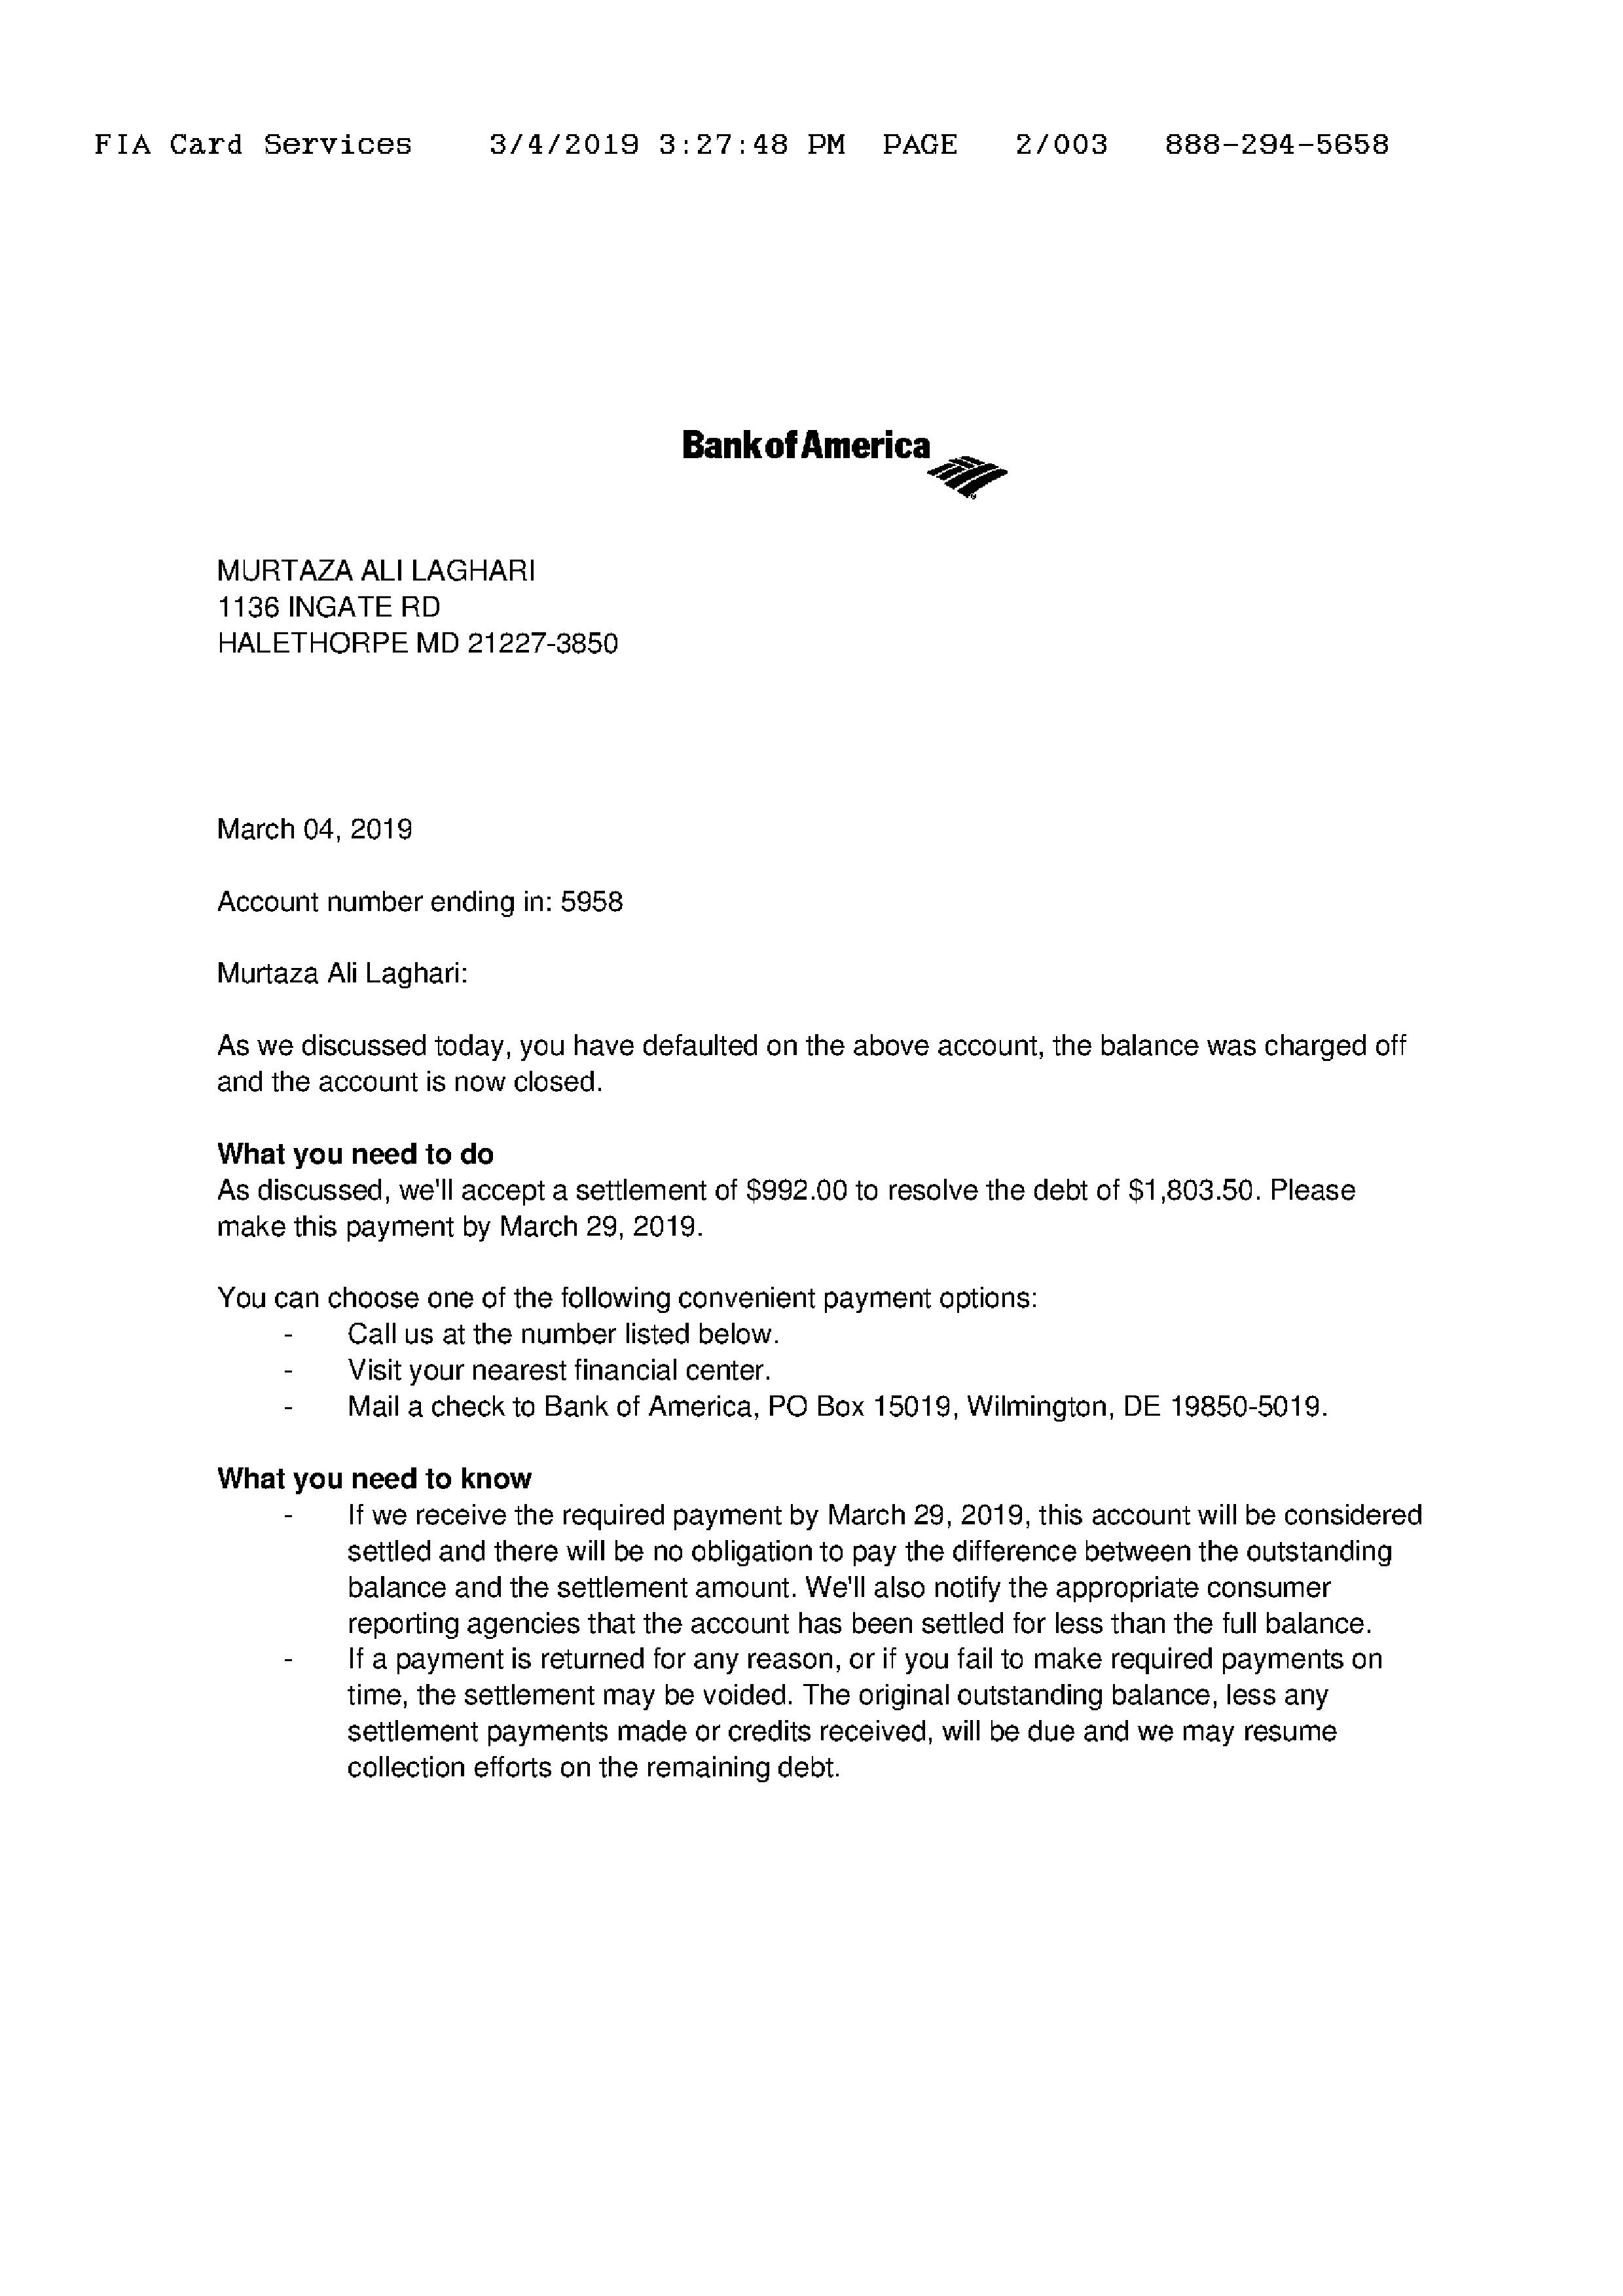 FIA Card Services 3/4/2019 3:27:48 PM PAGE 2/003 888-294-5658
Bank of America
MURTAZA ALI LAGHARI
1136 INGATE RD
HALETHORPE MD 21227-3850
March 04, 2019
Account number ending in: 5958
Murtaza Ali Laghari:
As we discussed today, you have defaulted on the above account, the balance was charged off
and the account is now closed.
What you need to do
As discussed, we'll accept a settlement of $992.00 to resolve the debt of $1,803.50. Please
make this payment by March 29, 2019.
You can choose one of the following convenient payment options:
- Call us at the number listed below.
- Visit your nearest financial center.
- Mail a check to Bank of America, PO Box 15019, Wilmington, DE 19850-5019.
What you need to know
- If we receive the required payment by March 29, 2019, this account will be considered
settled and there will be no obligation to pay the difference between the outstanding
balance and the settlement amount. We'll also notify the appropriate consumer
reporting agencies that the account has been settled for less than the full balance.
- If a payment is returned for any reason, or if you fail to make required payments on
time, the settlement may be voided. The original outstanding balance, less any
settlement payments made or credits received, will be due and we may resume
collection efforts on the remaining debt.